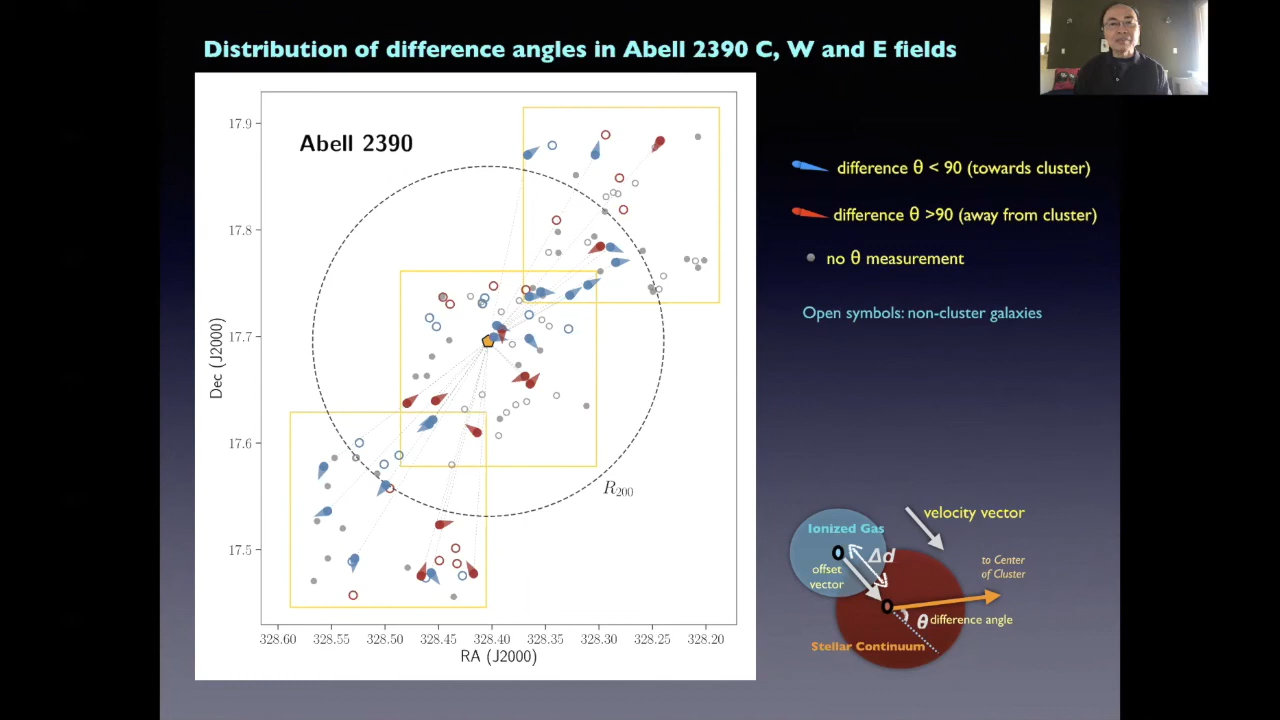 Distribution of difference angles in Abell 2390 C, W and E fields
Abell 2390
17.9
17.8
17.7
17.6
17.5
Dec (J2000)
R200
328.60 328.55 328.50 328.45 328.40 328.35 328.30 328.25 328.20
RA (J2000)
difference θ < 90 (towards cluster)
difference θ >90 (away from cluster)
no θ measurement
Open symbols: non-cluster galaxies
velocity vector
Ionized Gas
Δd
offset
vector
to Center
of Cluster
θ difference angle
Stellar Continuum